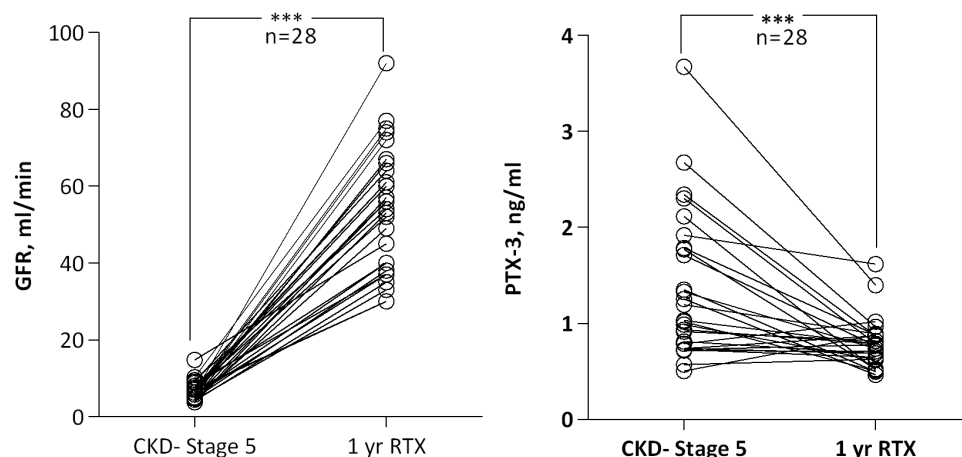 ***
n=28
100
80
60
40
20
0
GFR, ml/min
CKD- Stage 5 1 yr RTX
***
n=28
4
3
2
1
0
PTX-3, ng/ml
CKD- Stage 5 1 yr RTX